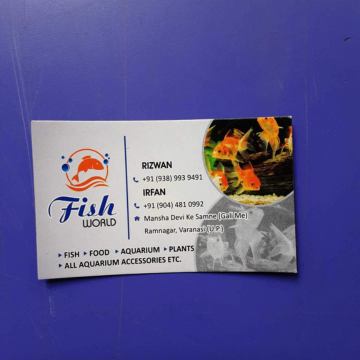 Fish
WORLD
RIZWAN
+91 (938) 993 9491
IRFAN
+91 (904) 481 0992
Mansha Devi Ke Samne (Gali Me)
Ramnagar, Varanasi (U.P.)
FISH FOOD AQUARIUM PLANTS
ALL AQUARIUM ACCESSORIES ETC.